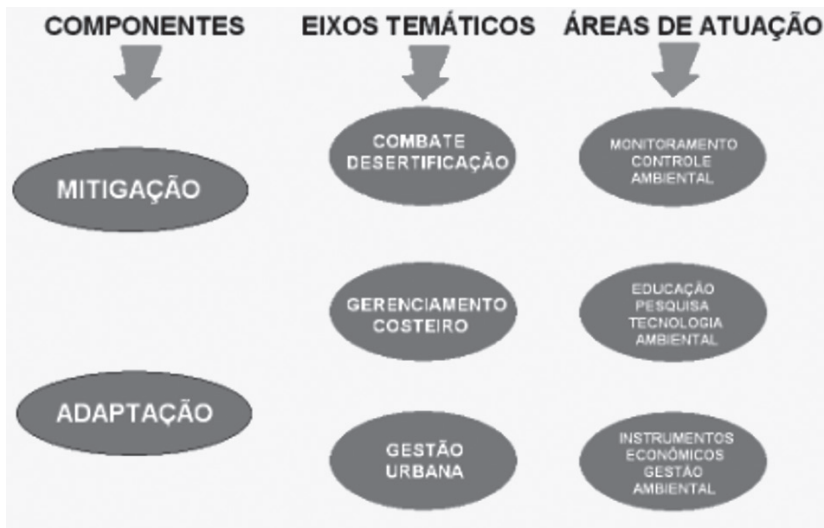 COMPONENTES
MITIGAÇÃO
ADAPTAÇÃO
EIXOS TEMÁTICOS
COMBATE
DESERTIFICAÇÃO
GERENCIAMENTO
COSTEIRO
GESTÃO
URBANA
ÁREAS DE ATUAÇÃO
MONITORAMENTO
CONTROLE
AMBIENTAL
EDUCAÇÃO
PESQUISA
TECNOLOGIA
AMBIENTAL
INSTRUMENTOS
ECONÔMICOS
GESTÃO
AMBIENTAL